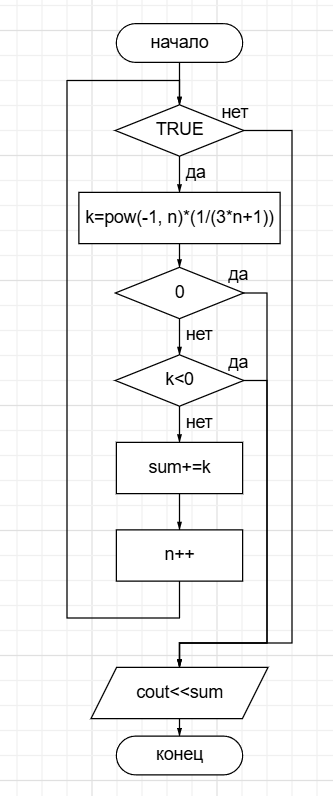 начало
нет
TRUE
да
k=pow(-1, n)*(1/(3*n+1))
да
0
нет
да
k<0
нет
sum+=k
n++
cout<<sum
конец